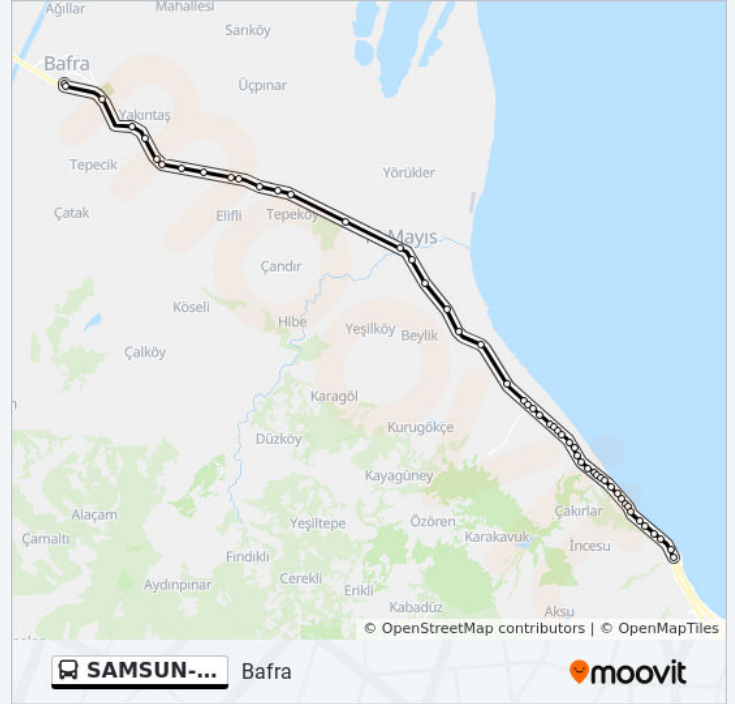 Ağıllar
Mahallesi
Sarıköy
Bafra
Üçpınar
Yakıntaş
Tepecik
Yörükler
Çatak
Elifli
Tepeköy
Mayıs
Çandır
Köseli
Hibe
Yeşilköy
Beylik
Çalköy
Karagöl
Kurugökçe
Düzköy
Kayagüney
Alaçam
Çakırlar
Yeşiltepe
Özören
Karakavuk
Çamaltı
İncesu
Fındıklı
Cerekli
Aydınpınar
Erikli
Kabadüz
Aksu
© OpenStreetMap contributors | © OpenMapTiles
SAMSUN-...
Bafra
moovit